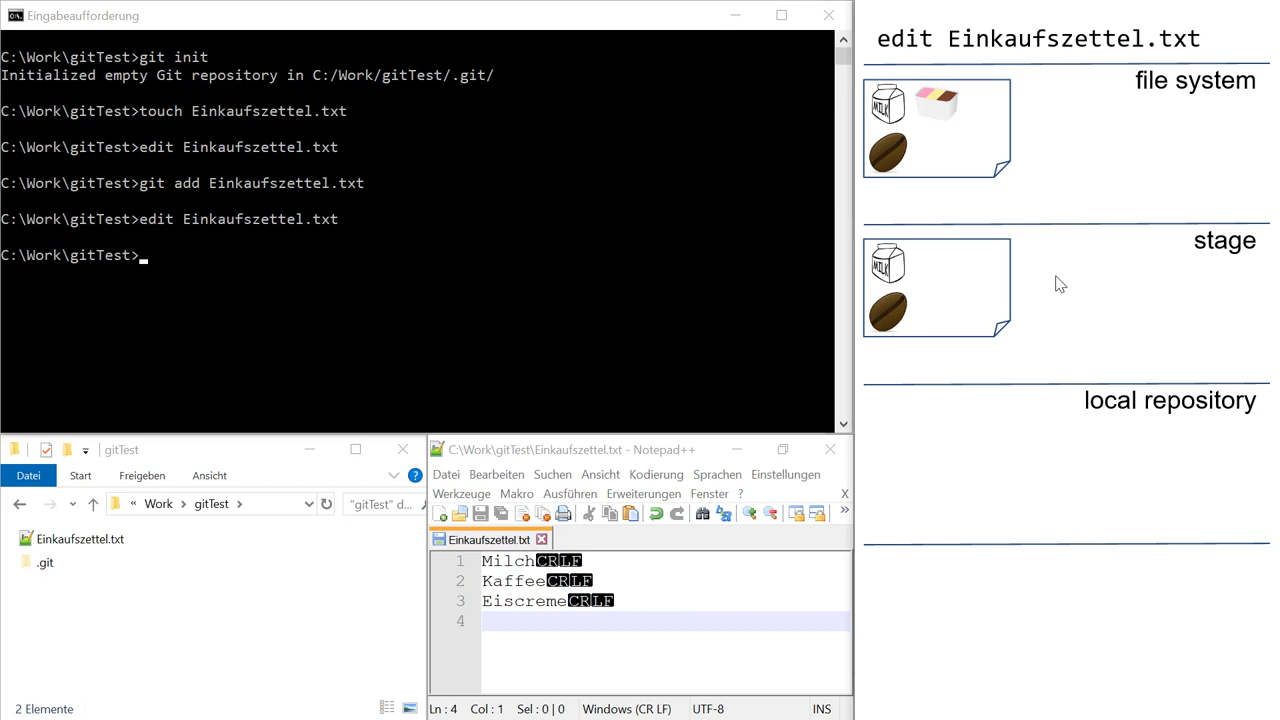 Eingabeaufforderung
C:\Work\gitTest>git init
Initialized empty Git repository in C:/Work/gitTest/.git/
C:\Work\gitTest>touch Einkaufszettel.txt
C:\Work\gitTest>edit Einkaufszettel.txt
C:\Work\gitTest>git add Einkaufszettel.txt
C:\Work\gitTest>edit Einkaufszettel.txt
C:\Work\gitTest>
edit Einkaufszettel.txt
file system
MILK
stage
MILK
local repository
gitTest
Datei Start Freigeben Ansicht ?
« Work > gitTest > "gitTest" d...
Einkaufszettel.txt
.git
2 Elemente
C:\Work\gitTest\Einkaufszettel.txt - Notepad++
Datei Bearbeiten Suchen Ansicht Kodierung Sprachen Einstellungen
Werkzeuge Makro Ausführen Erweiterungen Fenster ? X
Einkaufszettel.txt
1 MilchCRLF
2 KaffeeCRLF
3 EiscremeCRLF
4
Ln : 4 Col : 1 Sel : 0 | 0 Windows (CR LF) UTF-8 INS